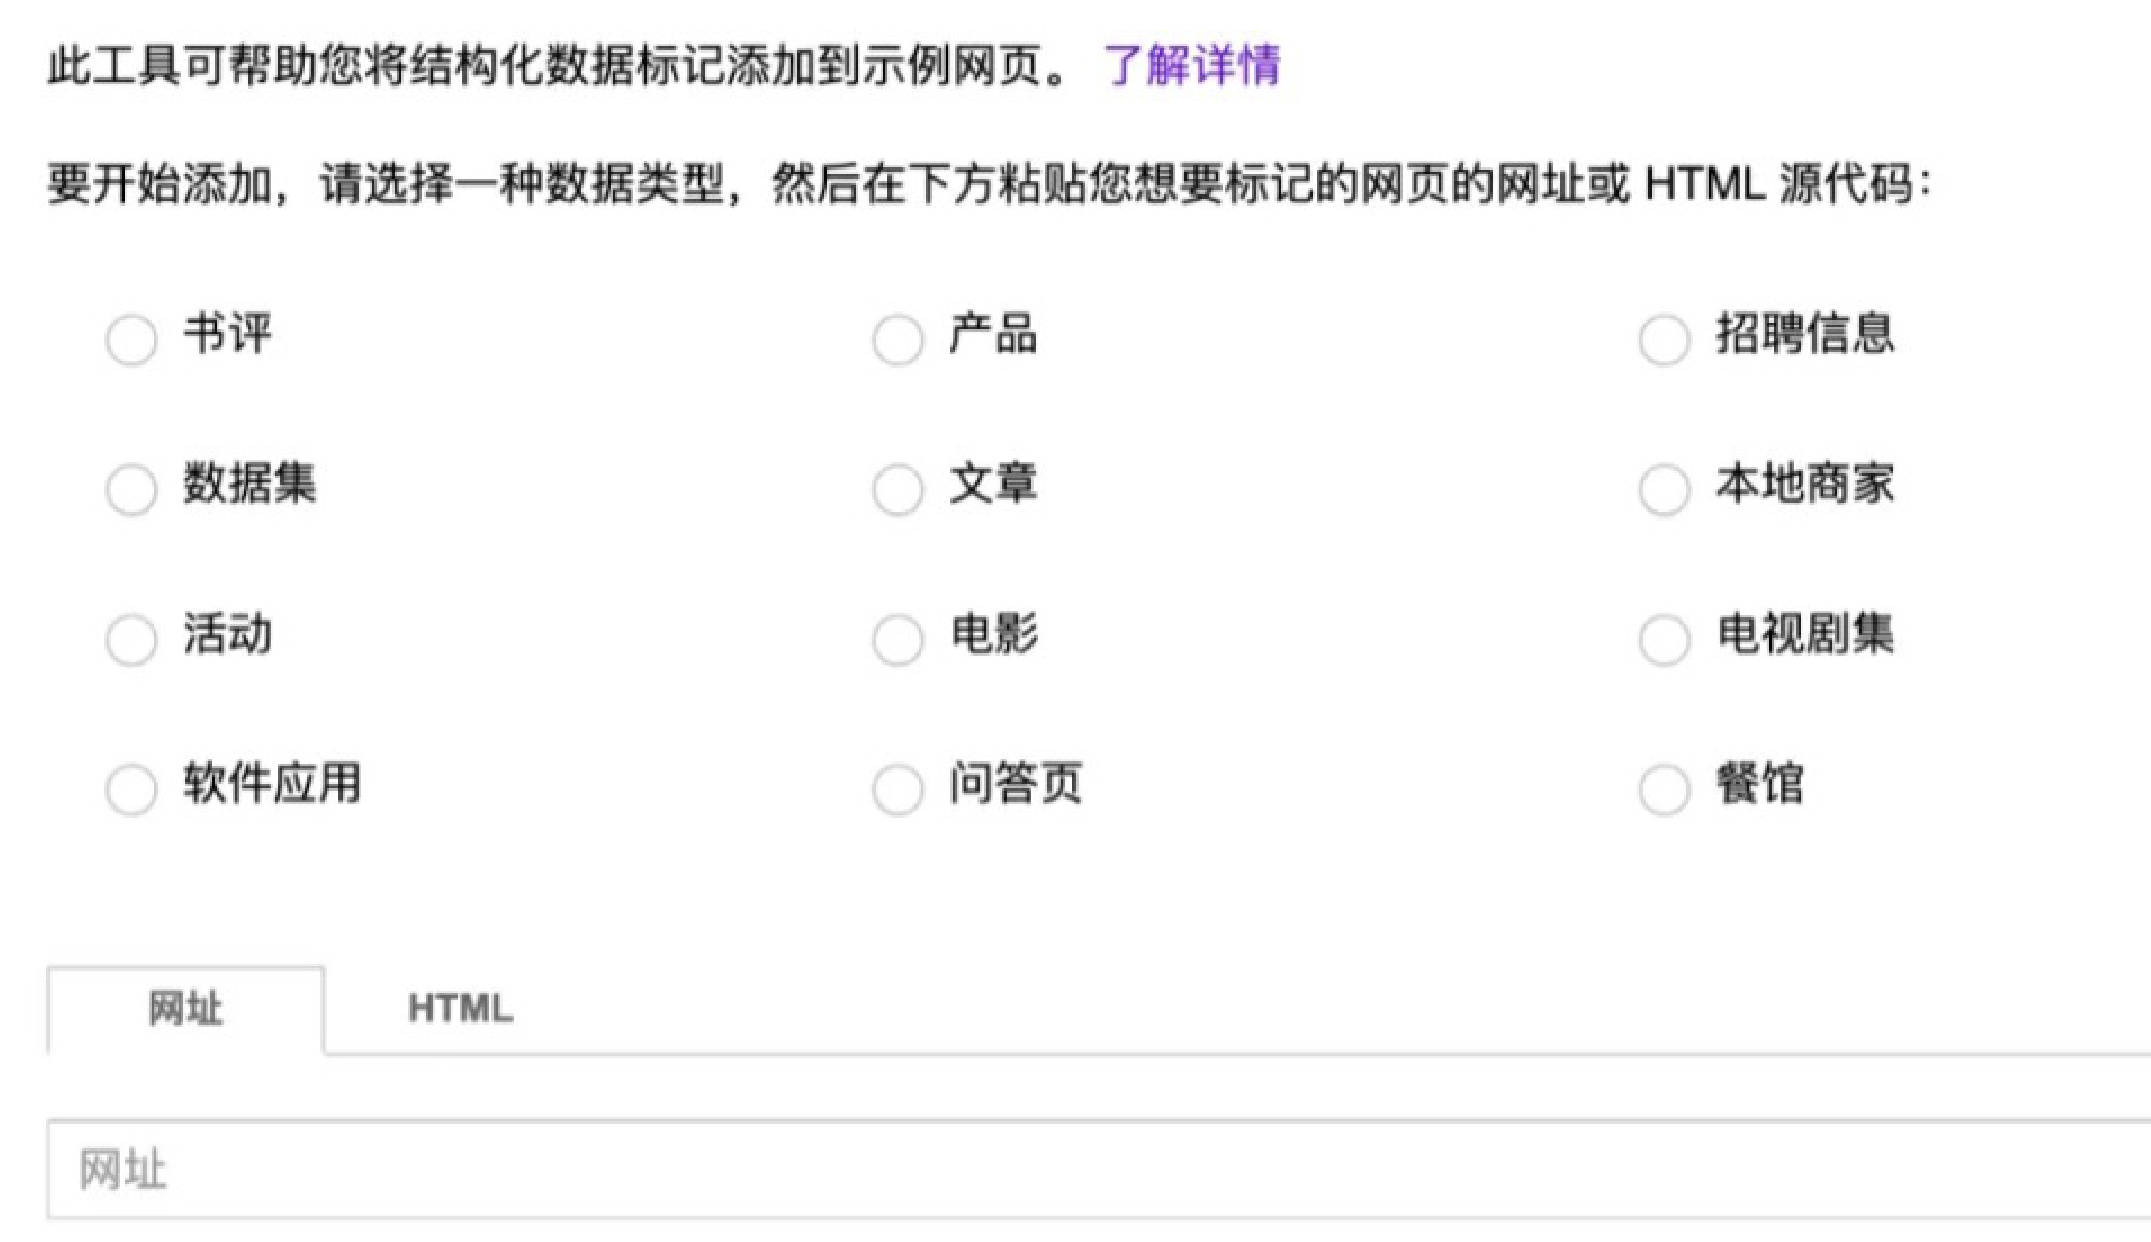 此工具可帮助您将结构化数据标记添加到示例网页。 了解详情
要开始添加，请选择一种数据类型，然后在下方粘贴您想要标记的网页的网址或 HTML 源代码：
书评 产品 招聘信息
数据集 文章 本地商家
活动 电影 电视剧集
软件应用 问答页 餐馆
网址 HTML
网址